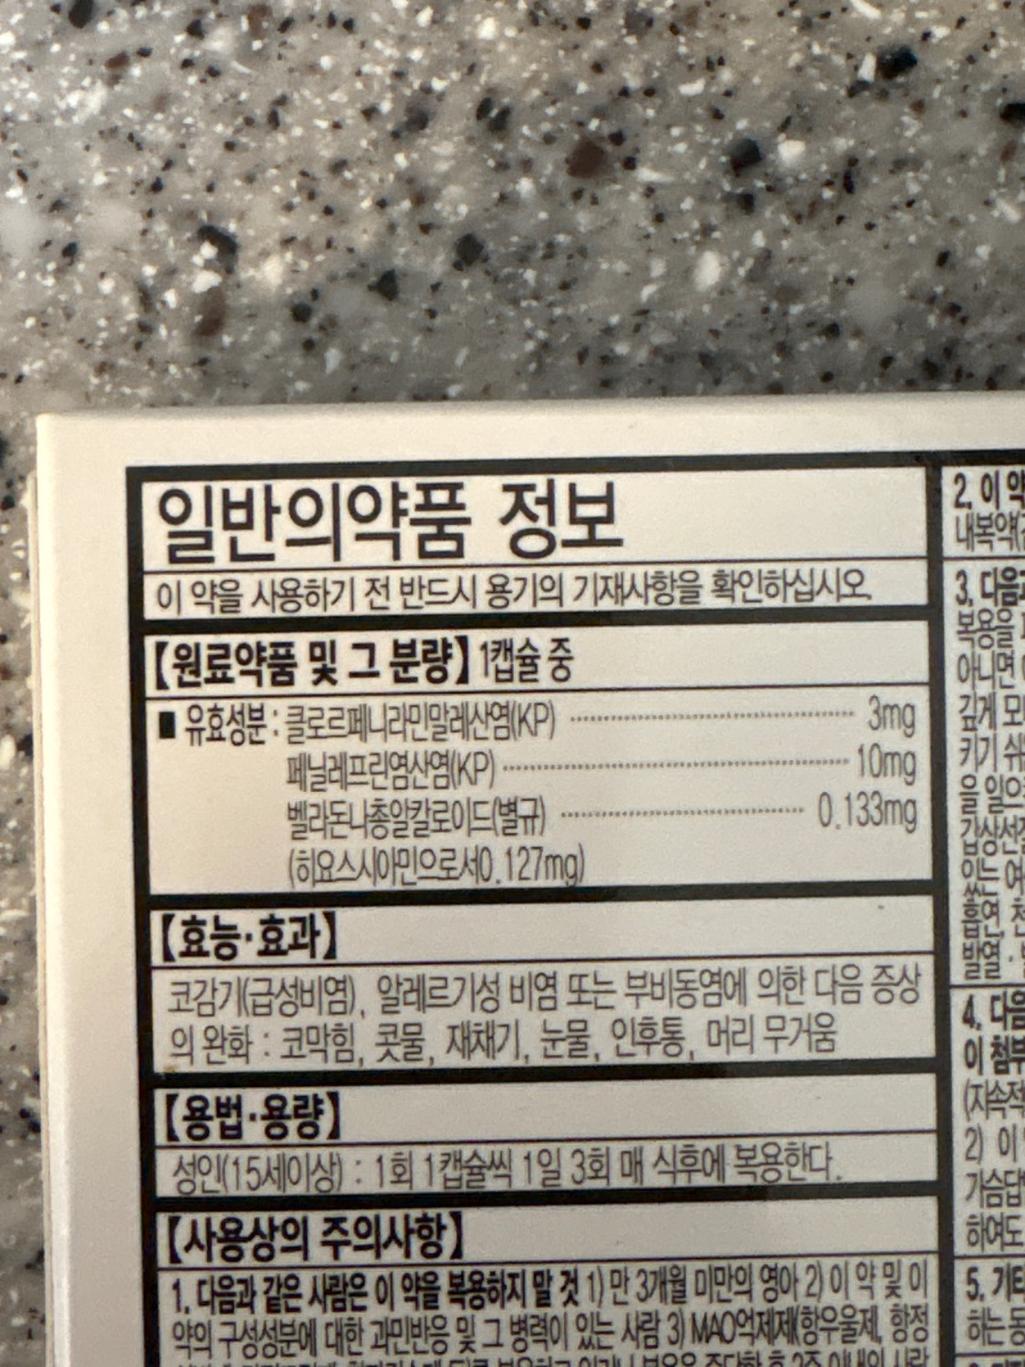 일반의약품 정보
이 약을 사용하기 전 반드시 용기의 기재사항을 확인하십시오.
【원료약품 및 그 분량】 1캡슐 중
■ 유효성분 : 클로르페니라민말레산염(KP) 3mg
페닐레프린염산염(KP) 10mg
벨라돈나총알칼로이드(별규) 0.133mg
(히요스시아민으로서0.127mg)
【효능·효과】
코감기(급성비염), 알레르기성 비염 또는 부비동염에 의한 다음 증상
의 완화 : 코막힘, 콧물, 재채기, 눈물, 인후통, 머리 무거움
【용법·용량】
성인(15세이상) : 1회 1캡슐씩 1일 3회 매 식후에 복용한다.
【사용상의 주의사항】
1. 다음과 같은 사람은 이 약을 복용하지 말 것 1) 만 3개월 미만의 영아 2) 이 약 및 이
약의 구성성분에 대한 과민반응 및 그 병력이 있는 사람 3) MAO억제제(항우울제, 항정
2. 이 약
내복약(
3. 다음
복용을
아니면
깊게 모
키기 쉬
을 일으
갑상선
있는 여
흡연, 천
발열 ·
4. 다음
이 첨부
(지속적
2) 이
가슴답
하여도
5. 기타
하는 동